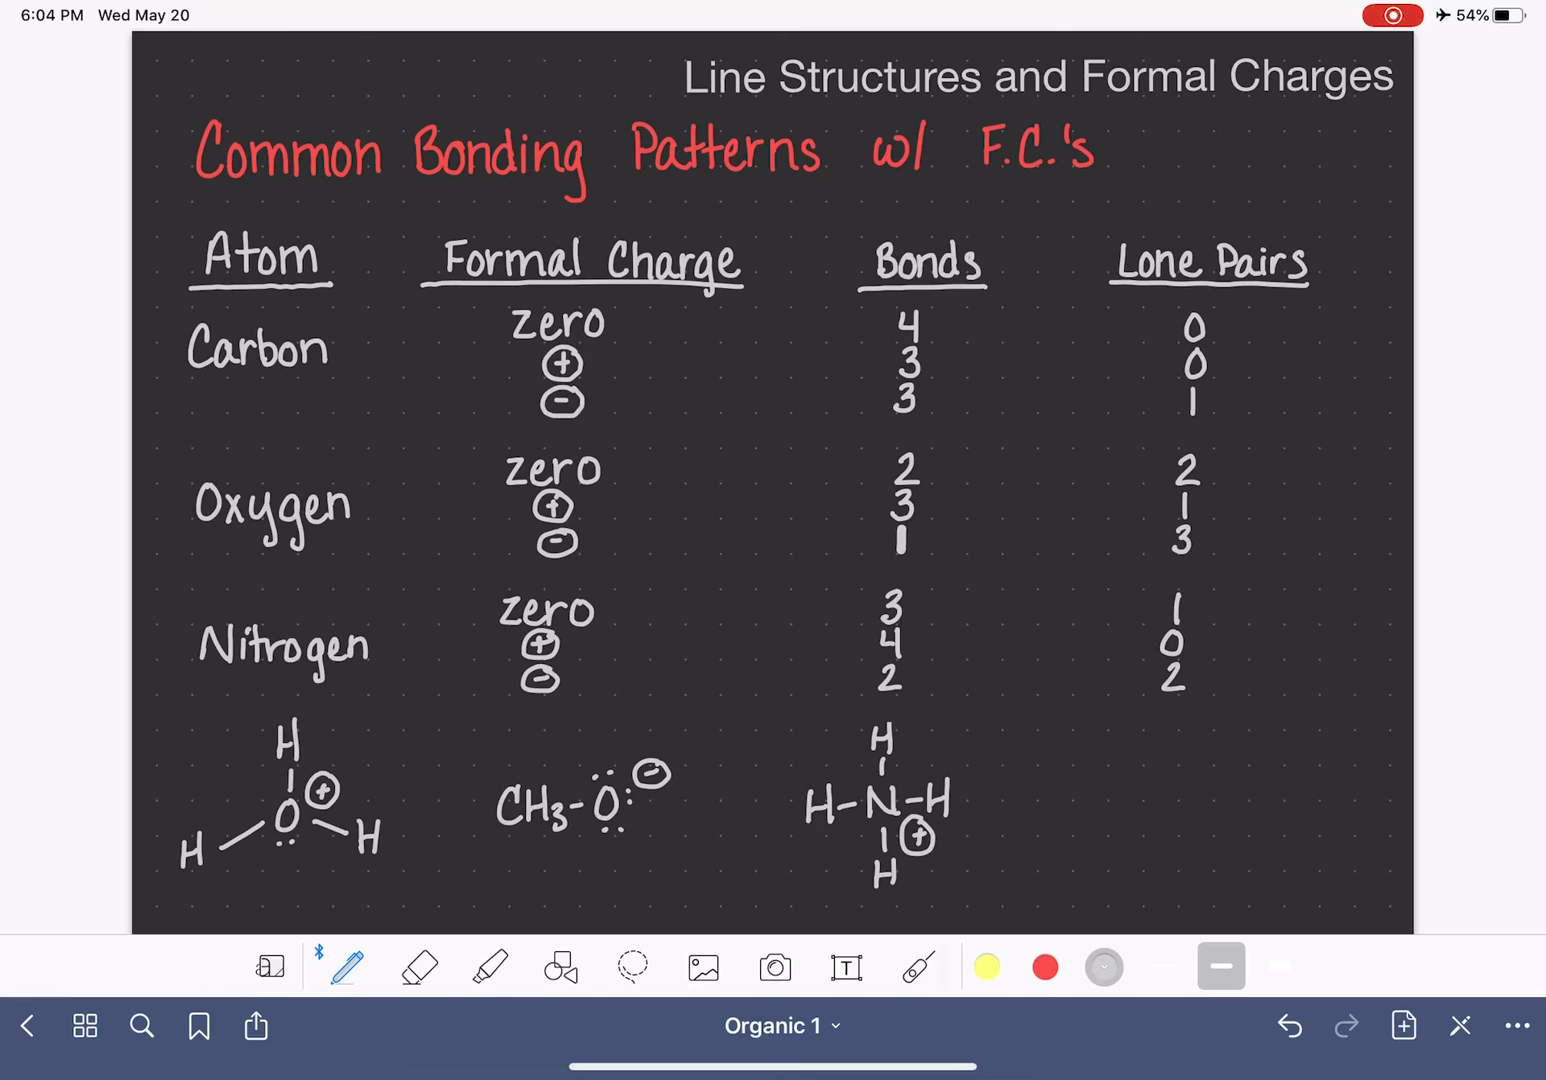 6:04 PM Wed May 20
54%
Line Structures and Formal Charges
Common Bonding Patterns w/ F.C.'s
Atom Formal Charge Bonds Lone Pairs
Carbon
zero 4 0
+ 3 0
- 3 1
Oxygen
zero 2 2
+ 3 1
- 1 3
Nitrogen
zero 3 1
+ 4 0
- 2 2
H
O +
H H
CH₃-O -
H
H-N-H
+
H
T
Organic 1